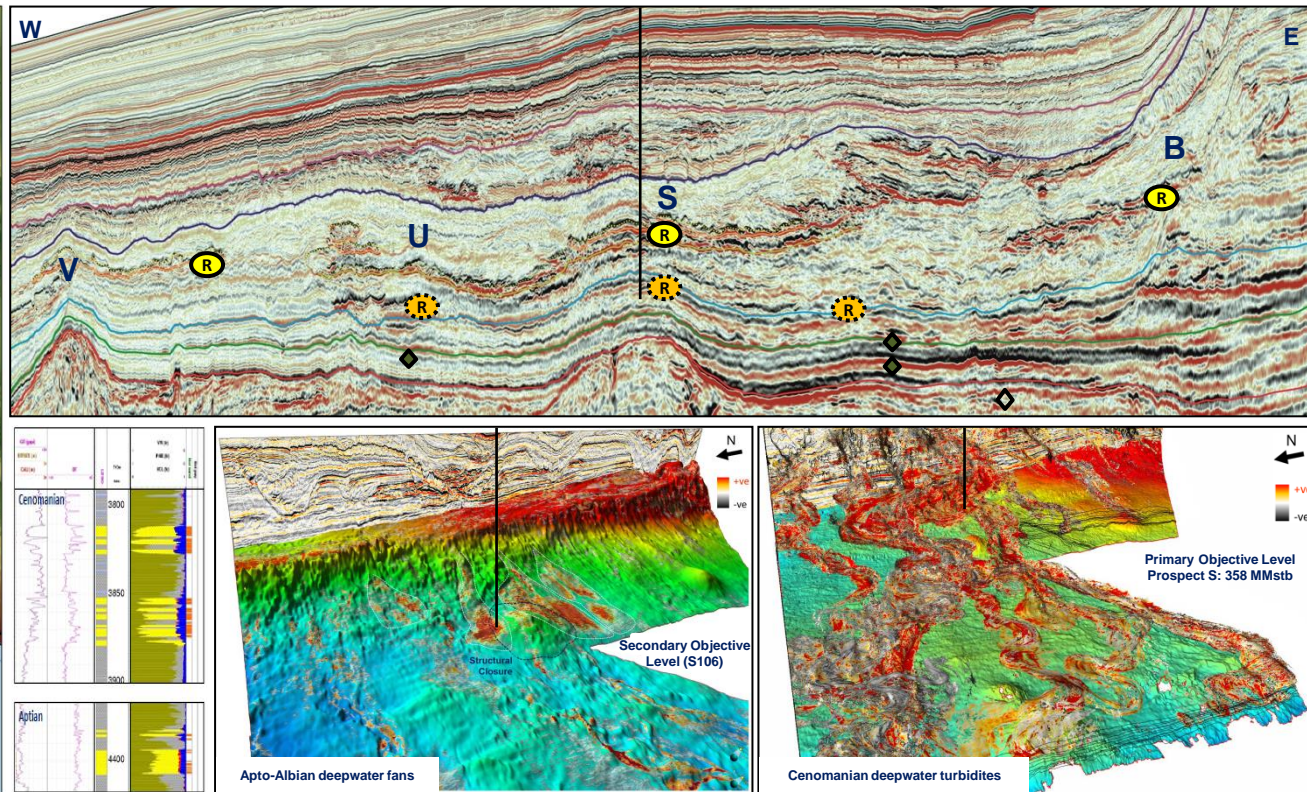 W
E
B
S
R
R
U
V
R
R
R
R
Cenomanian
3800
3850
3900
Aptian
4400
N
+ve
-ve
Secondary Objective
Level (S106)
Structural
Closure
Apto-Albian deepwater fans
N
+ve
-ve
Primary Objective Level
Prospect S: 358 MMstb
Cenomanian deepwater turbidites